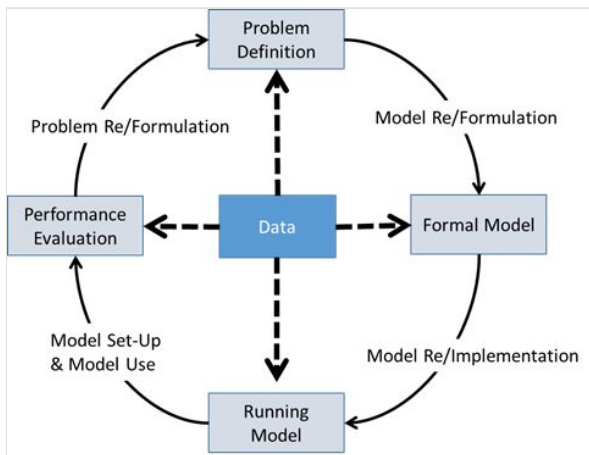 Problem
Definition
Problem Re/Formulation
Model Re/Formulation
Performance
Evaluation
Data
Formal Model
Model Set-Up
& Model Use
Model Re/Implementation
Running
Model